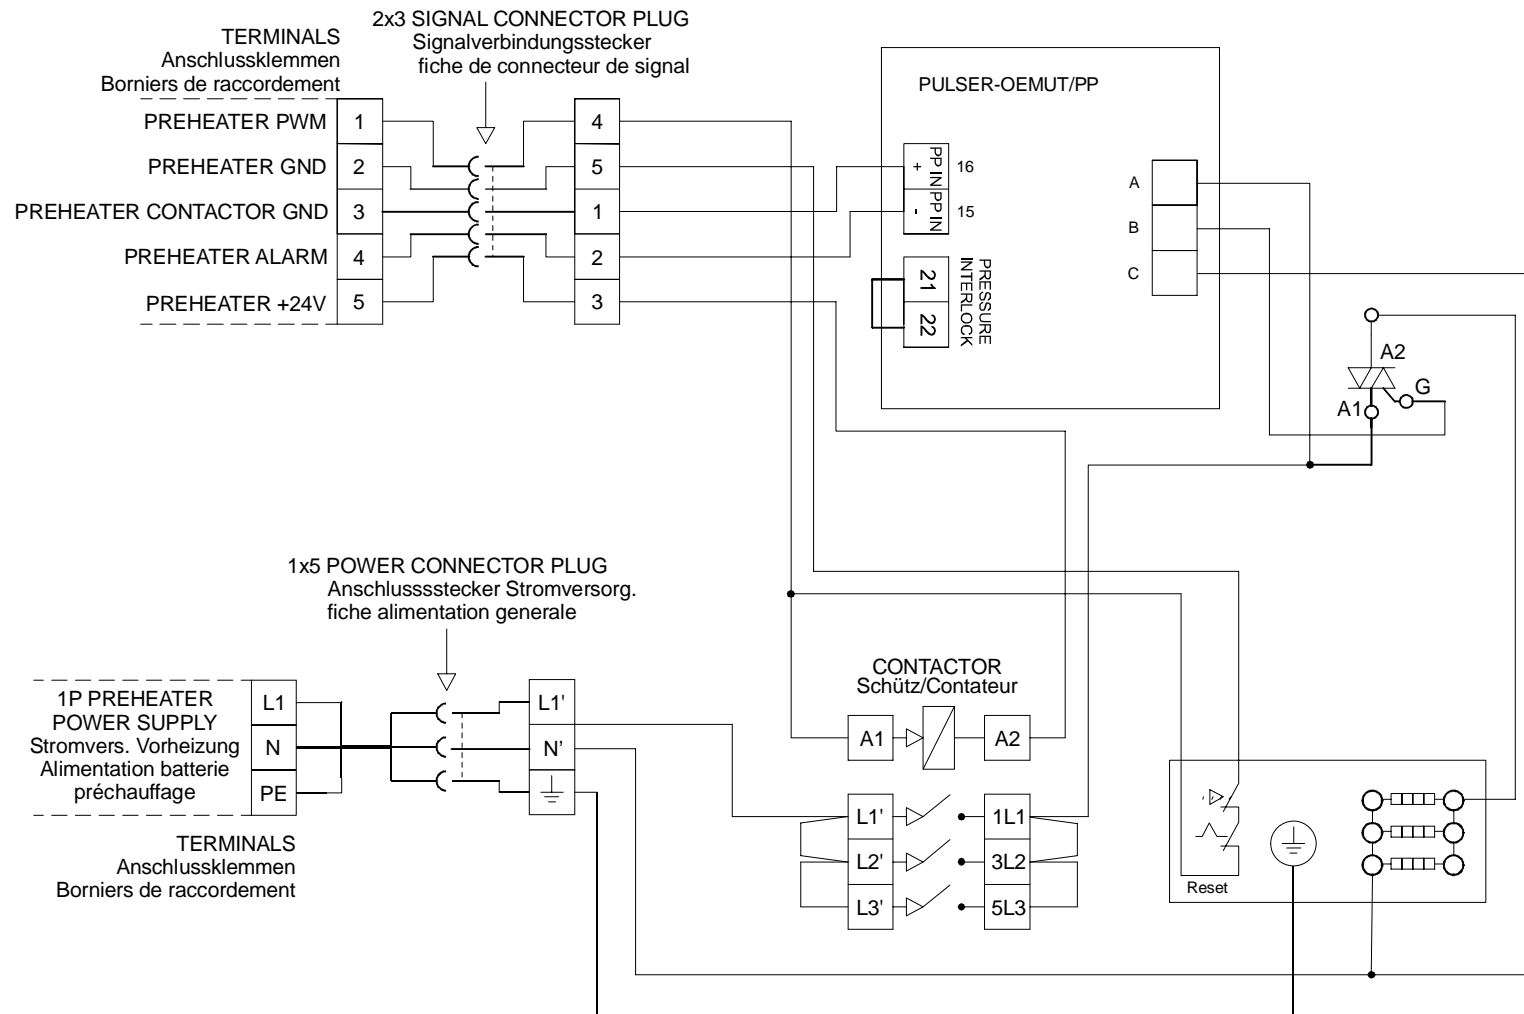 2x3 SIGNAL CONNECTOR PLUG
Signalverbindungsstecker
fiche de connecteur de signal
TERMINALS
Anschlussklemmen
Borniers de raccordement
PREHEATER PWM 1 4
PREHEATER GND 2 5
PREHEATER CONTACTOR GND 3 1
PREHEATER ALARM 4 2
PREHEATER +24V 5 3
PULSER-OEMUT/PP
+ PP IN 16
- PP IN 15
21
22
PRESSURE
INTERLOCK
A
B
C
A2
G
A1
1x5 POWER CONNECTOR PLUG
Anschlusssstecker Stromversorg.
fiche alimentation generale
1P PREHEATER
POWER SUPPLY
Stromvers. Vorheizung
Alimentation batterie
préchauffage
L1 L1'
N N'
PE
TERMINALS
Anschlussklemmen
Borniers de raccordement
CONTACTOR
Schütz/Contateur
A1 A2
L1' 1L1
L2' 3L2
L3' 5L3
Reset